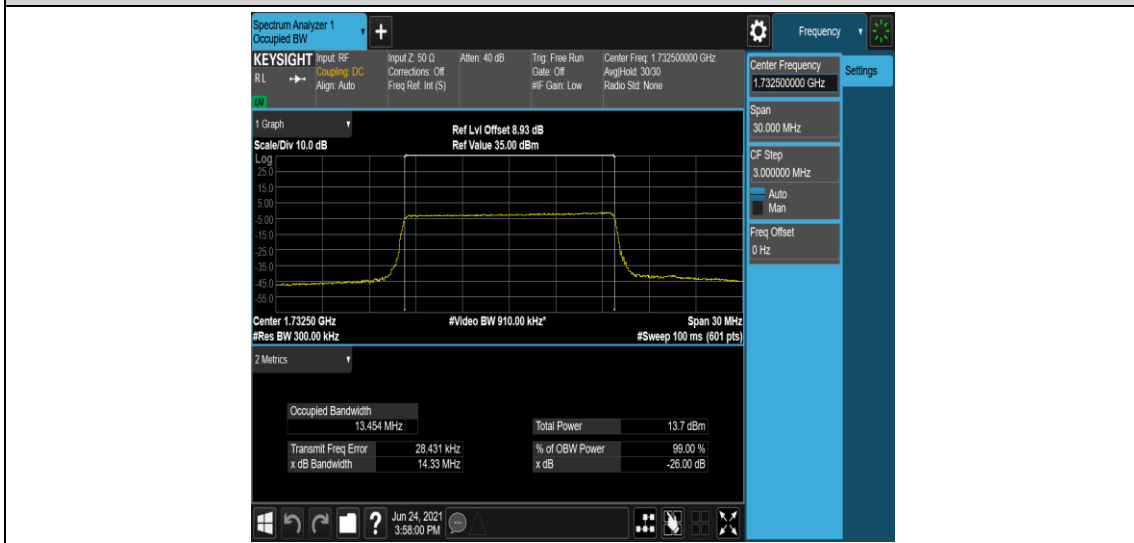 Spectrum Analyzer 1
Occupied BW
Frequency
KEYSIGHT
RL
Input: RF
Coupling: DC
Align: Auto
Input Z: 50 Ω
Corrections: Off
Freq Ref: Int (S)
Atten: 40 dB
Trig: Free Run
Gate: Off
#IF Gain: Low
Center Freq: 1.732500000 GHz
Avg|Hold: 30/30
Radio Std: None
Center Frequency
1.732500000 GHz
Settings
Span
30.000 MHz
CF Step
3.000000 MHz
Auto
Man
Freq Offset
0 Hz
1 Graph
Scale/Div 10.0 dB
Ref Lvl Offset 8.93 dB
Ref Value 35.00 dBm
Log
25.0
15.0
5.00
-5.00
-15.0
-25.0
-35.0
-45.0
-55.0
Center 1.73250 GHz
#Res BW 300.00 kHz
#Video BW 910.00 kHz*
Span 30 MHz
#Sweep 100 ms (601 pts)
2 Metrics
Occupied Bandwidth
13.454 MHz
Total Power 13.7 dBm
Transmit Freq Error 28.431 kHz
% of OBW Power 99.00 %
x dB Bandwidth 14.33 MHz
x dB -26.00 dB
Jun 24, 2021
3:58:00 PM